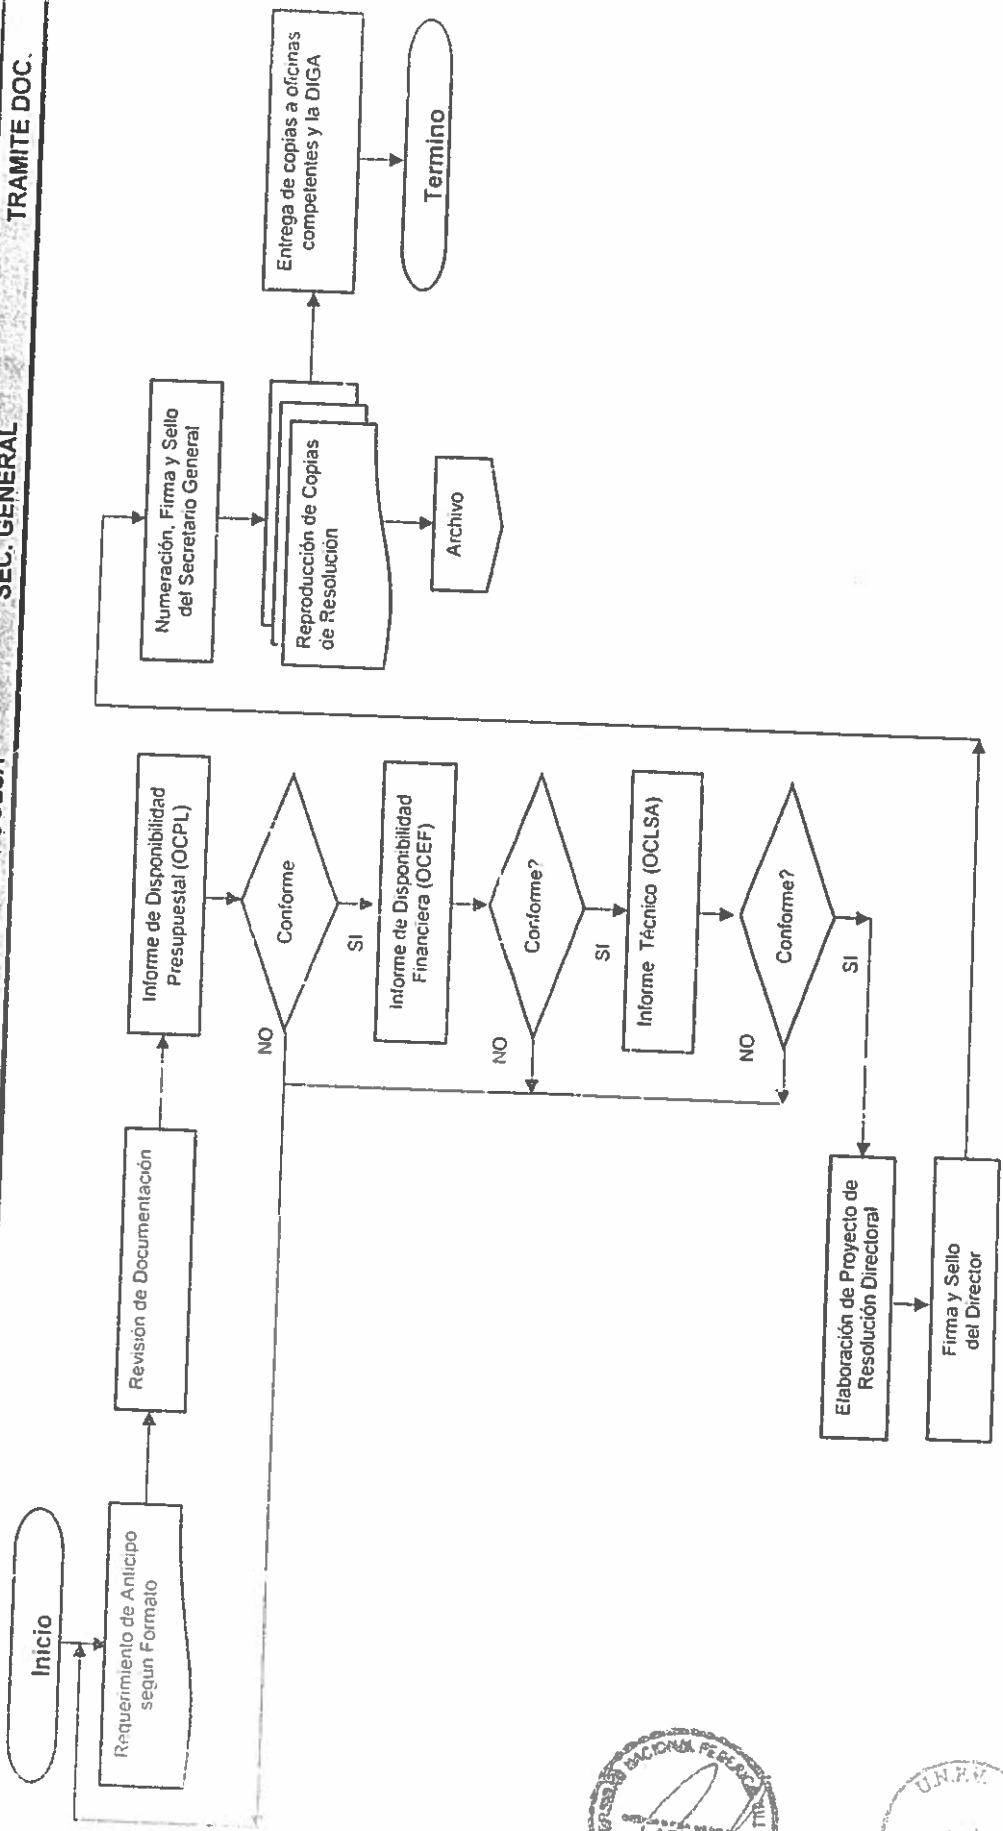 SEC. GENERAL
TRAMITE DOC.
Inicio
Requerimiento de Anticipo
según Formato
Revisión de Documentación
Informe de Disponibilidad
Presupuestal (OCPL)
Conforme
NO
SI
Informe de Disponibilidad
Financiera (OCEF)
Conforme?
NO
SI
Informe Técnico (OCLSA)
Conforme?
NO
SI
Elaboración de Proyecto de
Resolución Directoral
Firma y Sello
del Director
Numeración, Firma y Sello
del Secretario General
Reproducción de Copias
de Resolución
Archivo
Entrega de copias a oficinas
competentes y la DIGA
Termino
NACIONAL